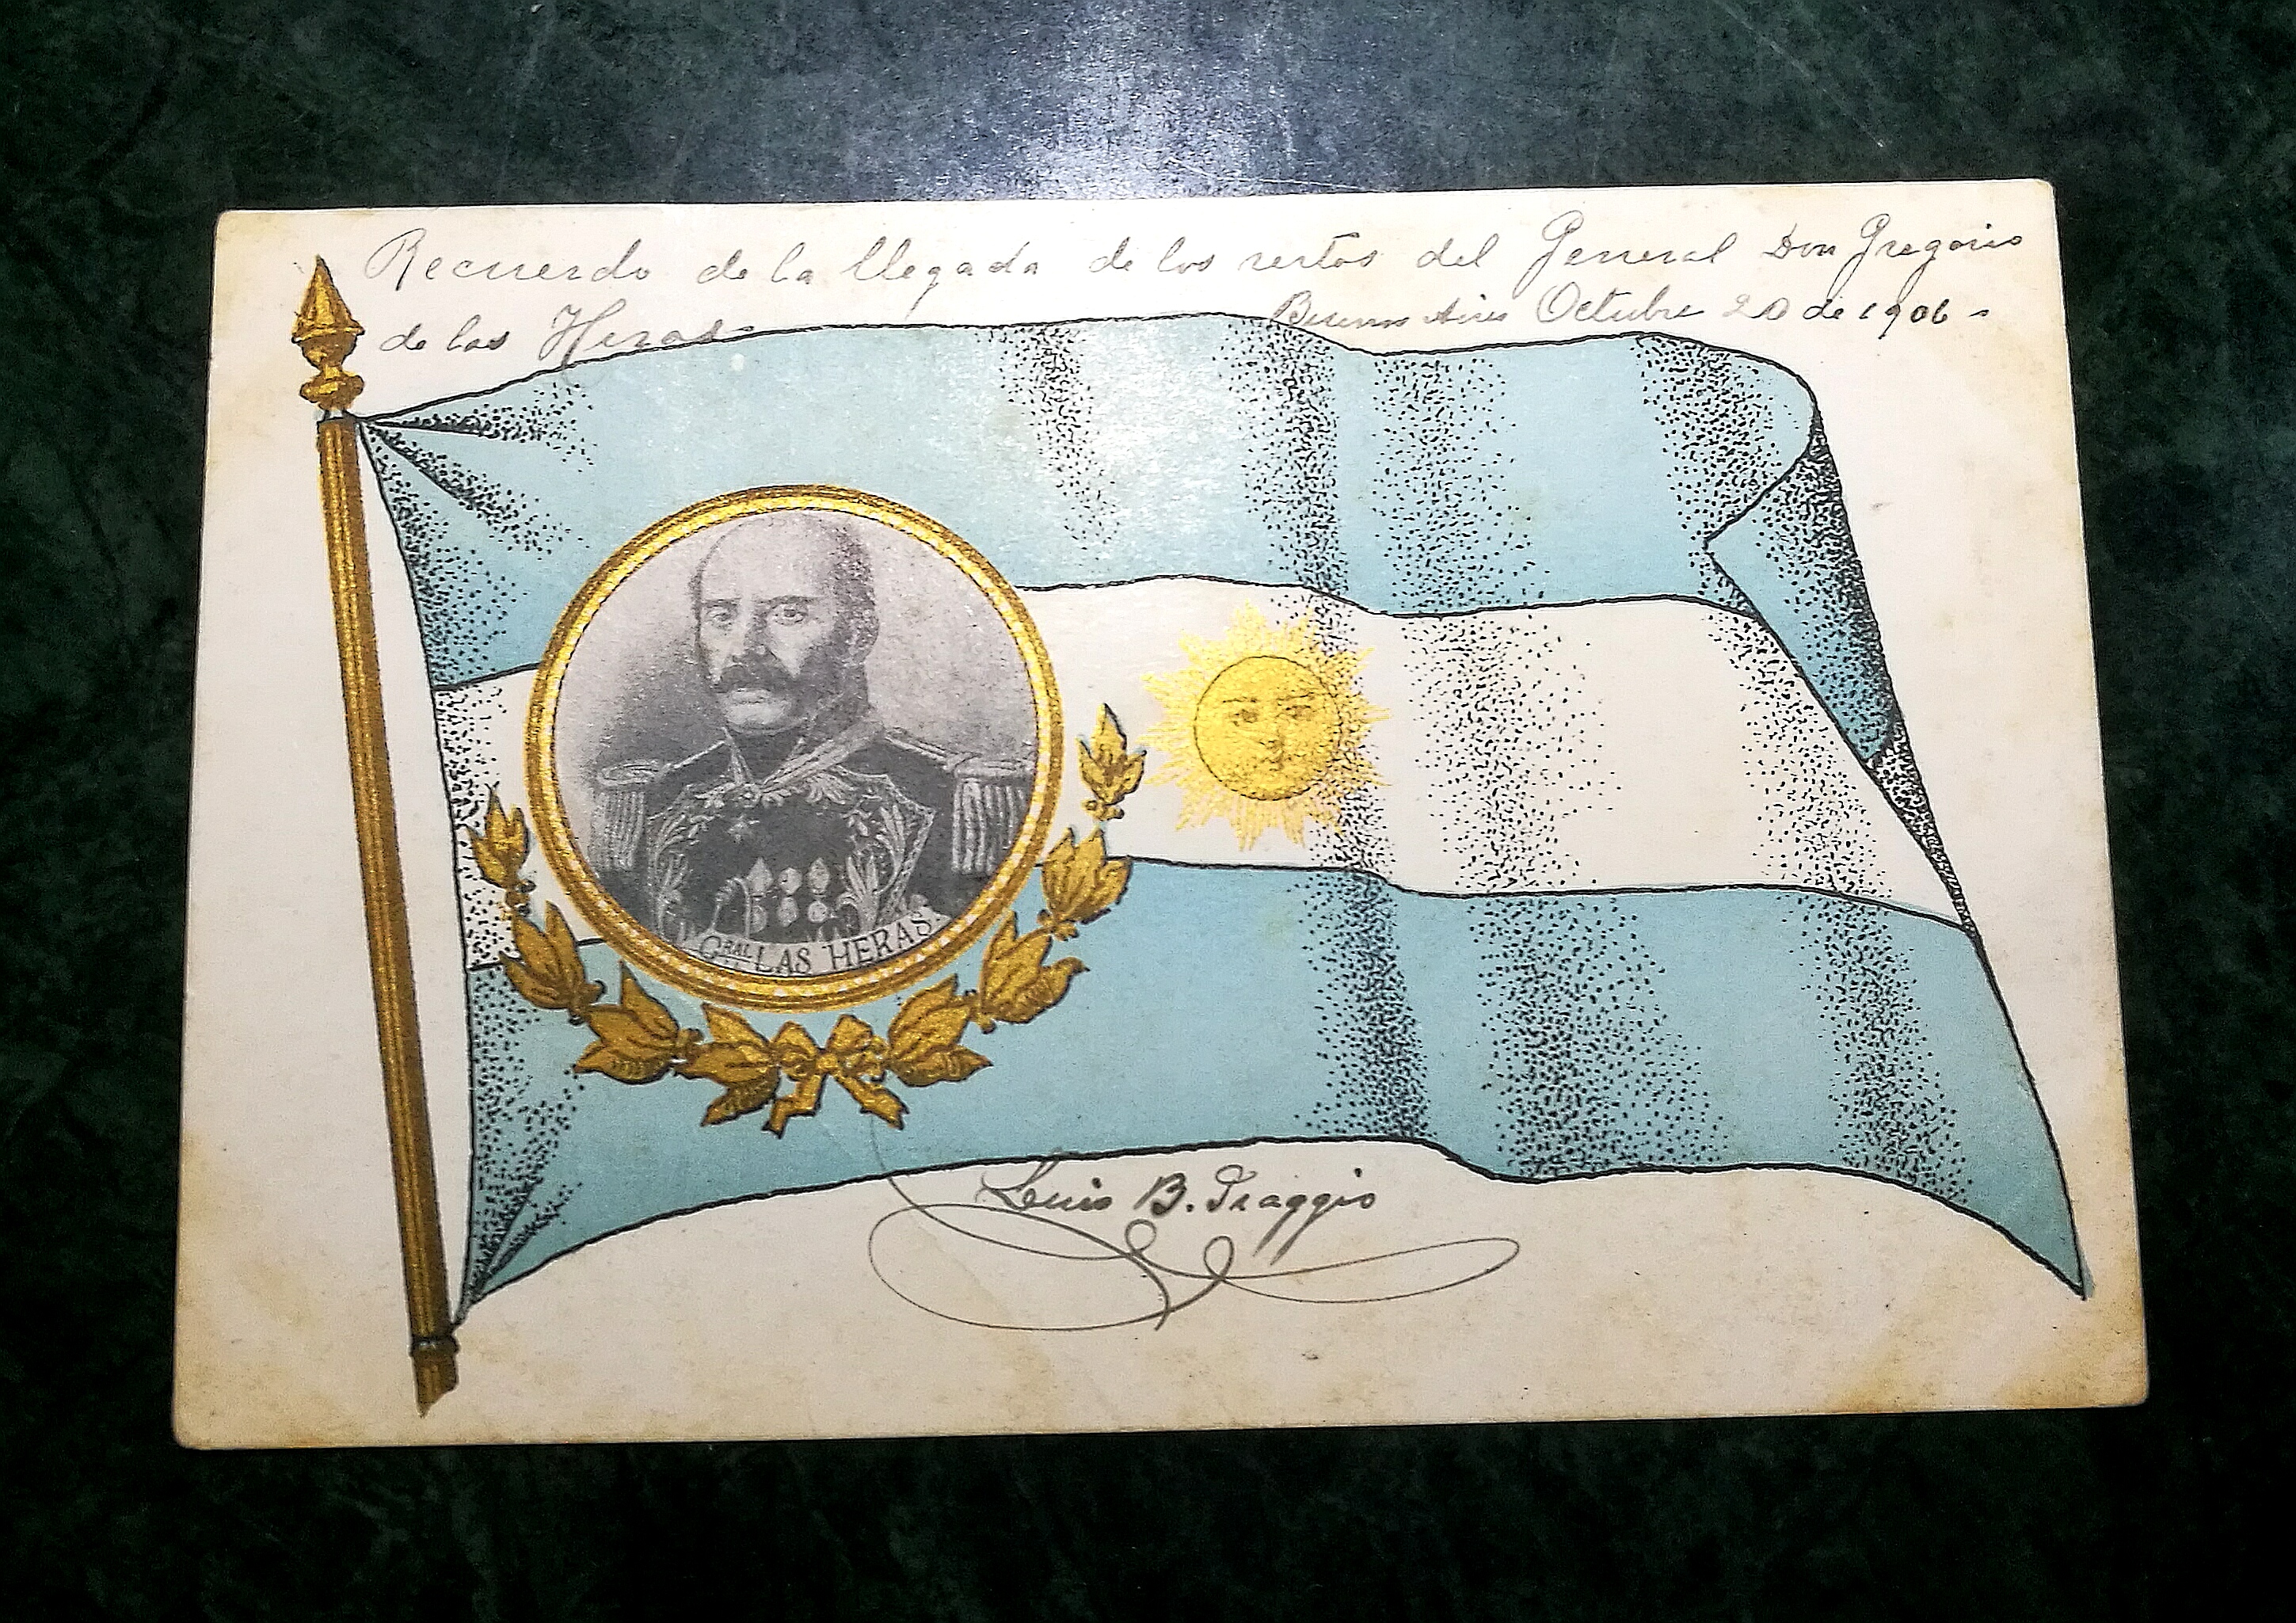 Recuerdo de la llegada de los restos del General Don Gregorio
de las Heras
Buenos Aires Octubre 20 de 1906-
GRAL LAS HERAS
Luis B. Traggio